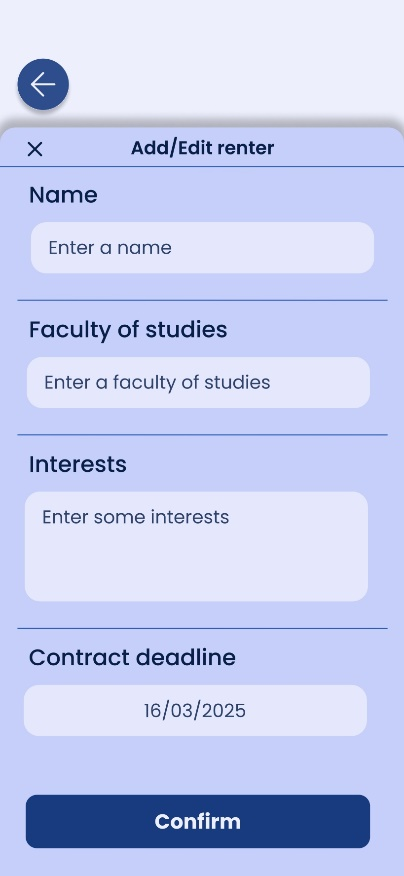 Add/Edit renter
Name
Enter a name
Faculty of studies
Enter a faculty of studies
Interests
Enter some interests
Contract deadline
16/03/2025
Confirm